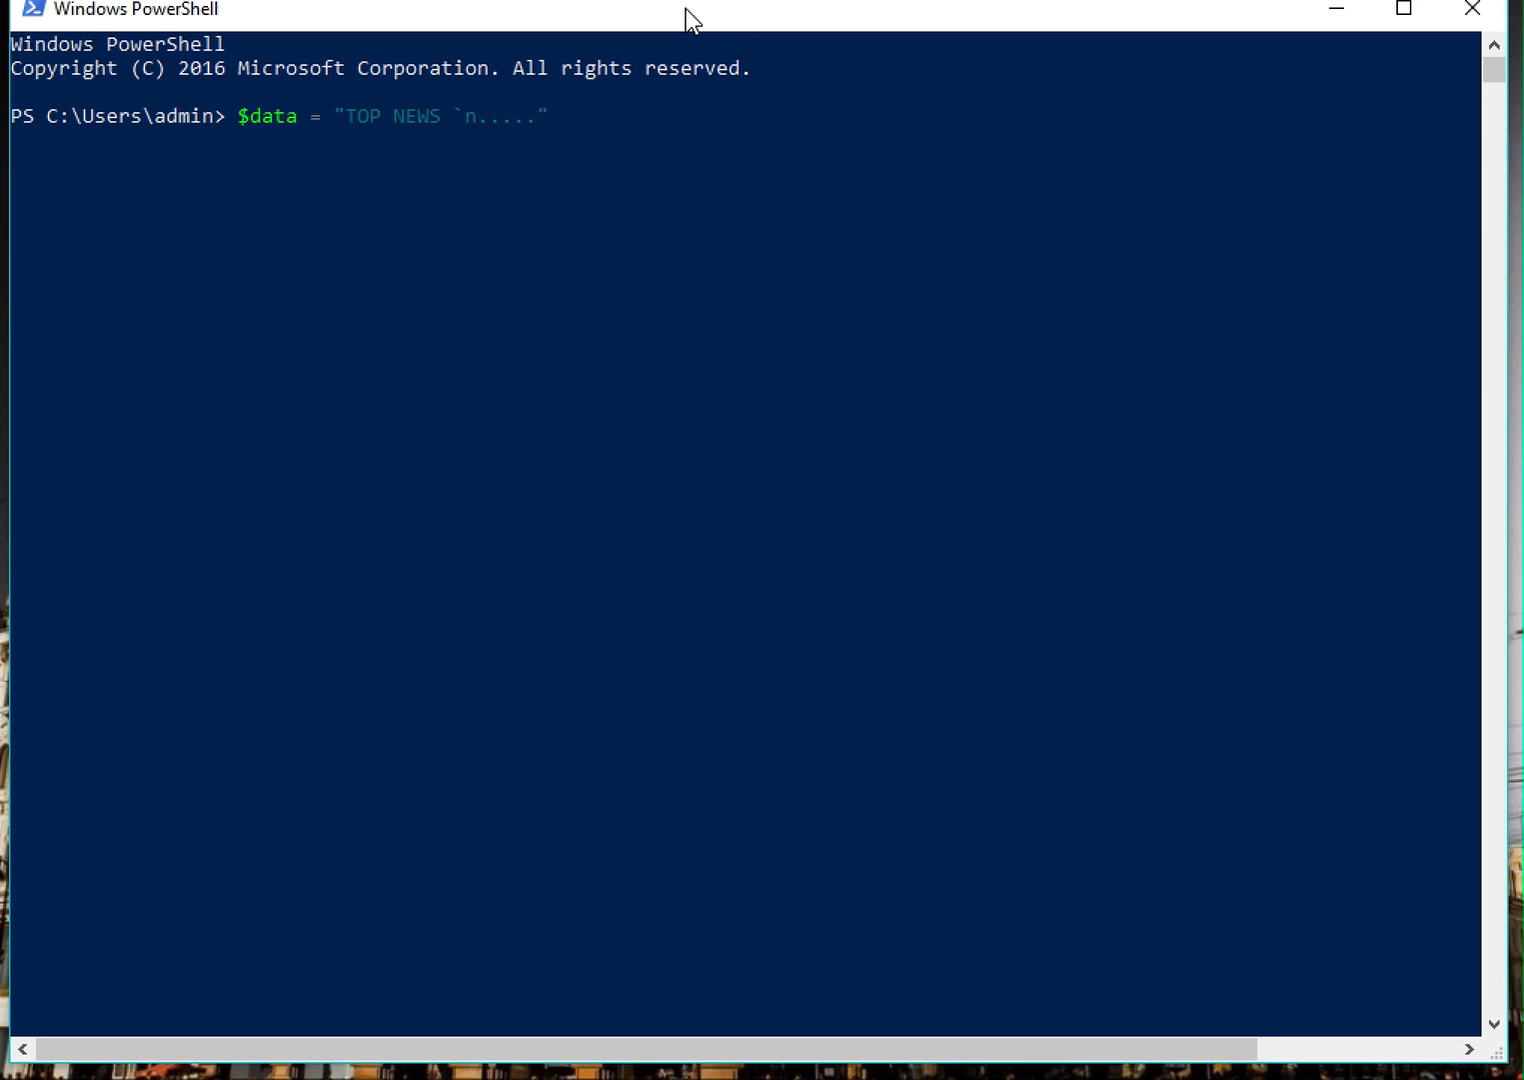 Windows PowerShell
Windows PowerShell
Copyright (C) 2016 Microsoft Corporation. All rights reserved.
PS C:\Users\admin> $data = "TOP NEWS `n....."